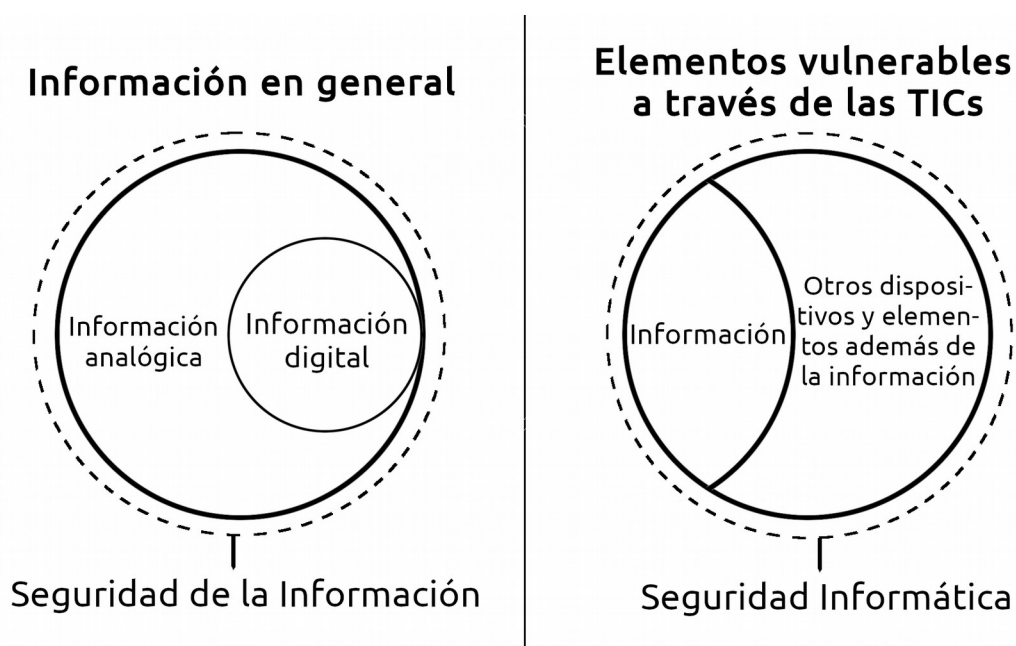 Información en general
Información
analógica
Información
digital
Seguridad de la Información
Elementos vulnerables
a través de las TICs
Información
Otros disposi-
tivos y elemen-
tos además de
la información
Seguridad Informática